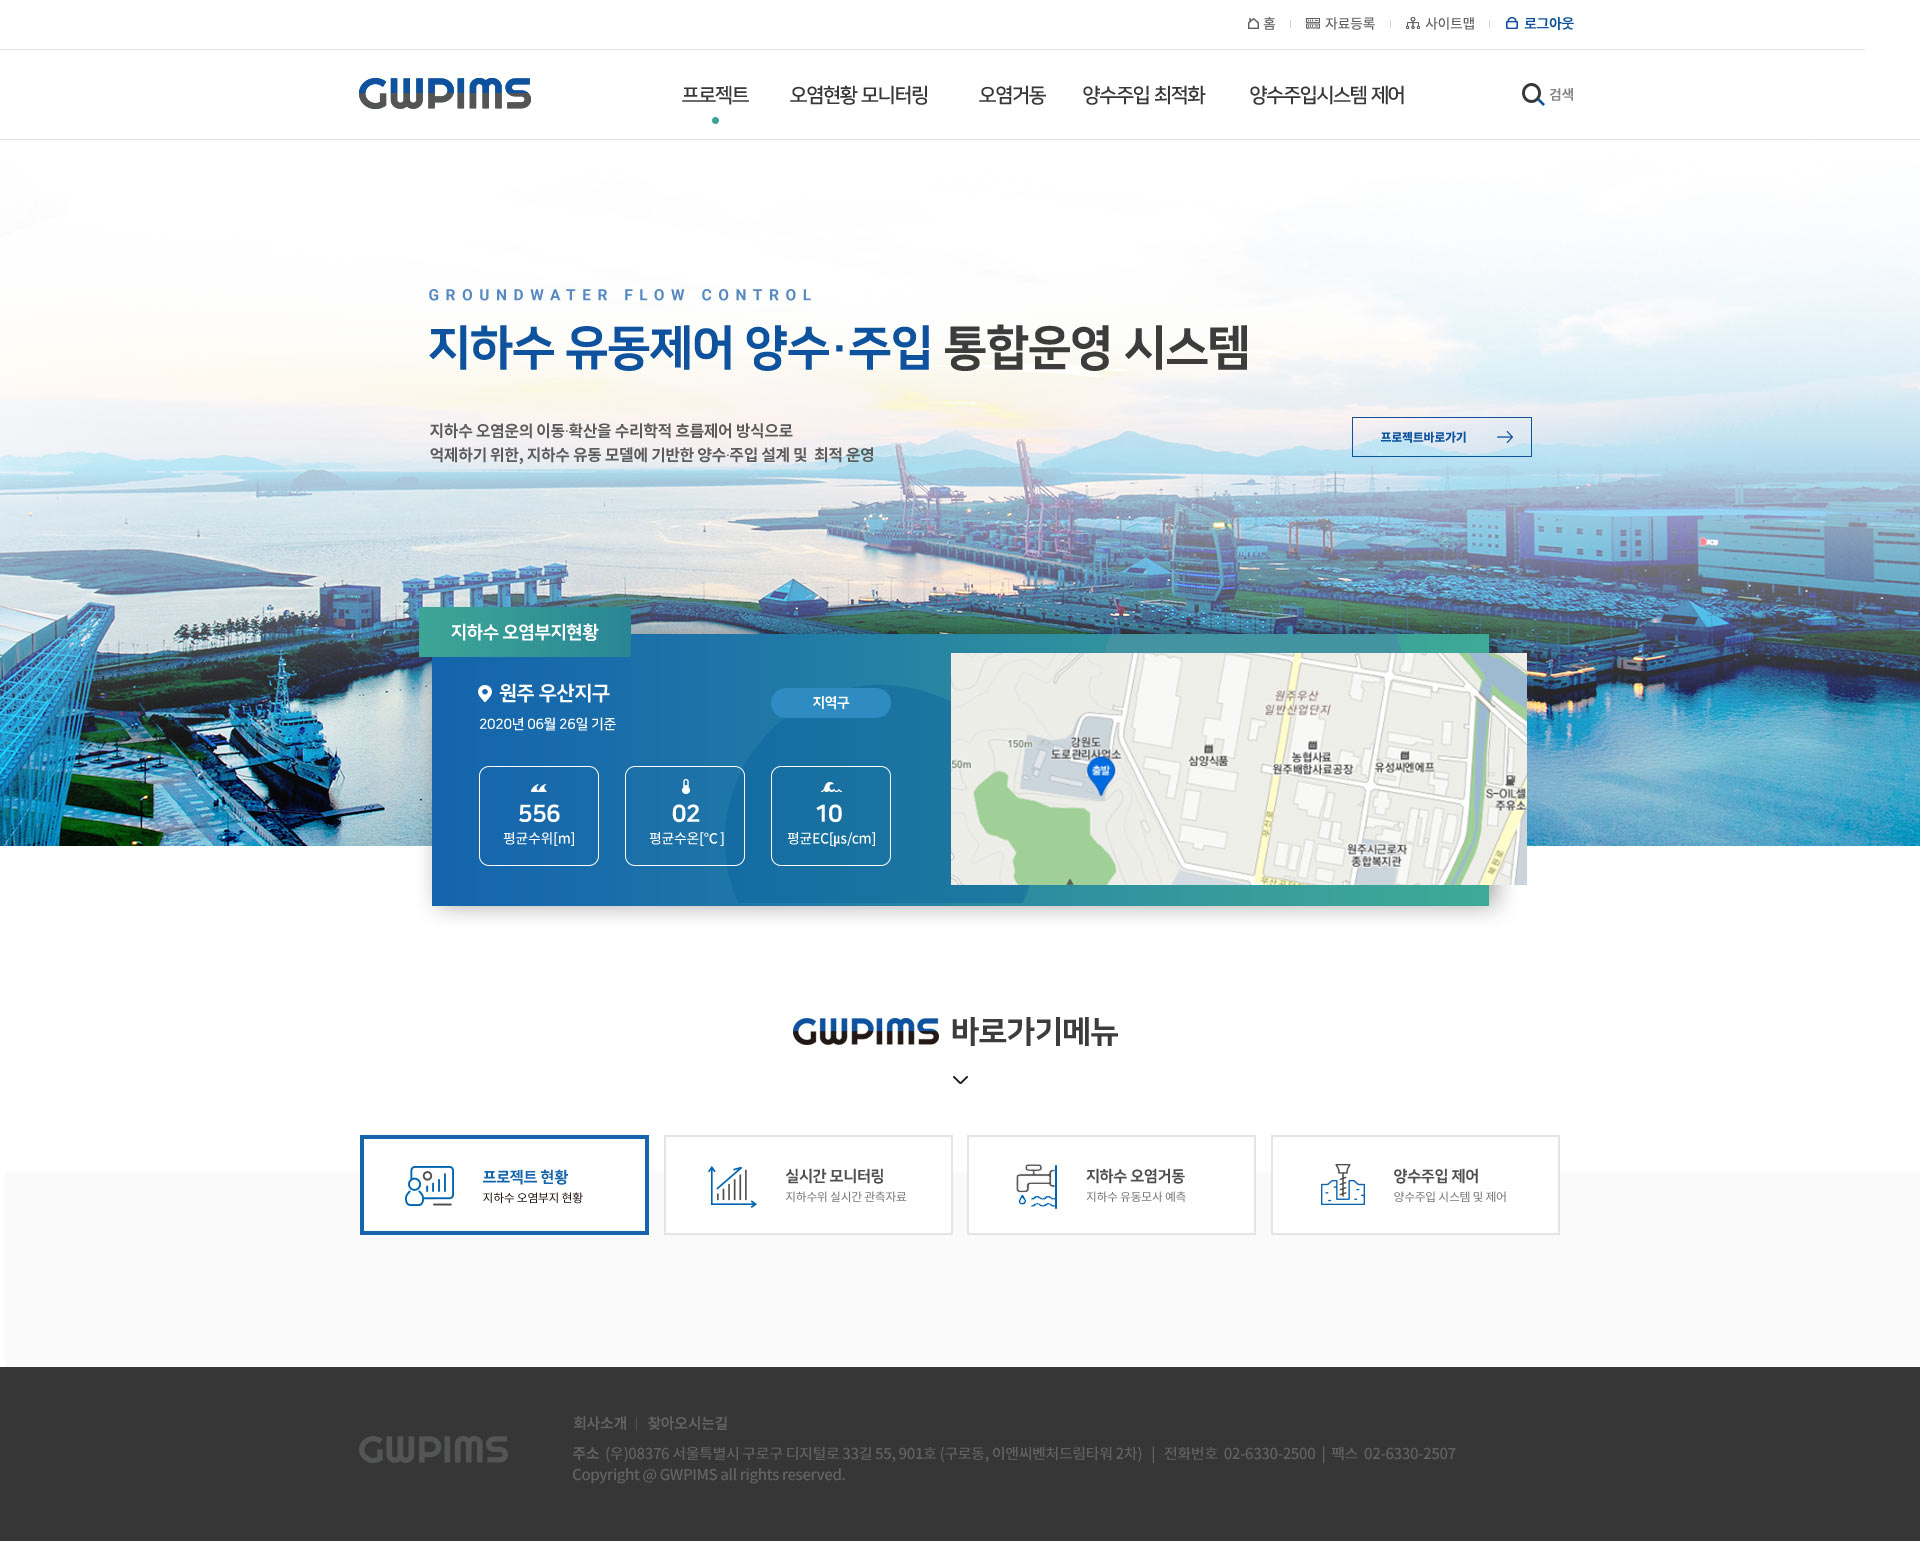 홈
자료등록
사이트맵
로그아웃
GWPIMS
프로젝트
오염현황 모니터링
오염거동
양수주입 최적화
양수주입시스템 제어
검색
GROUNDWATER FLOW CONTROL
지하수 유동제어 양수·주입 통합운영 시스템
지하수 오염운의 이동·확산을 수리학적 흐름제어 방식으로
억제하기 위한, 지하수 유동 모델에 기반한 양수·주입 설계 및 최적 운영
프로젝트바로가기
지하수 오염부지현황
원주 우산지구
2020년 06월 26일 기준
지역구
556
평균수위[m]
02
평균수온[℃ ]
10
평균EC[µs/cm]
원주우산
일반산업단지
150m
강원도
도로관리사업소
출발
50m
삼양식품
농협사료
원주배합사료공장
유성씨엔에프
S-OIL셀
주유소
우산로
원주시근로자
종합복지관
북원로
GWPIMS 바로가기메뉴
프로젝트 현황
지하수 오염부지 현황
실시간 모니터링
지하수위 실시간 관측자료
지하수 오염거동
지하수 유동모사 예측
양수주입 제어
양수주입 시스템 및 제어
GWPIMS
회사소개 | 찾아오시는길
주소 (우)08376 서울특별시 구로구 디지털로 33길 55, 901호 (구로동, 이앤씨벤처드림타워 2차) | 전화번호 02-6330-2500 | 팩스 02-6330-2507
Copyright @ GWPIMS all rights reserved.